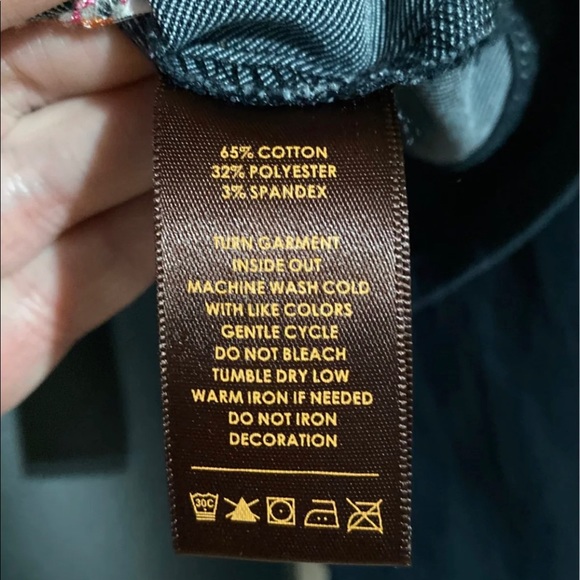 65% COTTON
32% POLYESTER
3% SPANDEX
TURN GARMENT
INSIDE OUT
MACHINE WASH COLD
WITH LIKE COLORS
GENTLE CYCLE
DO NOT BLEACH
TUMBLE DRY LOW
WARM IRON IF NEEDED
DO NOT IRON
DECORATION
30C